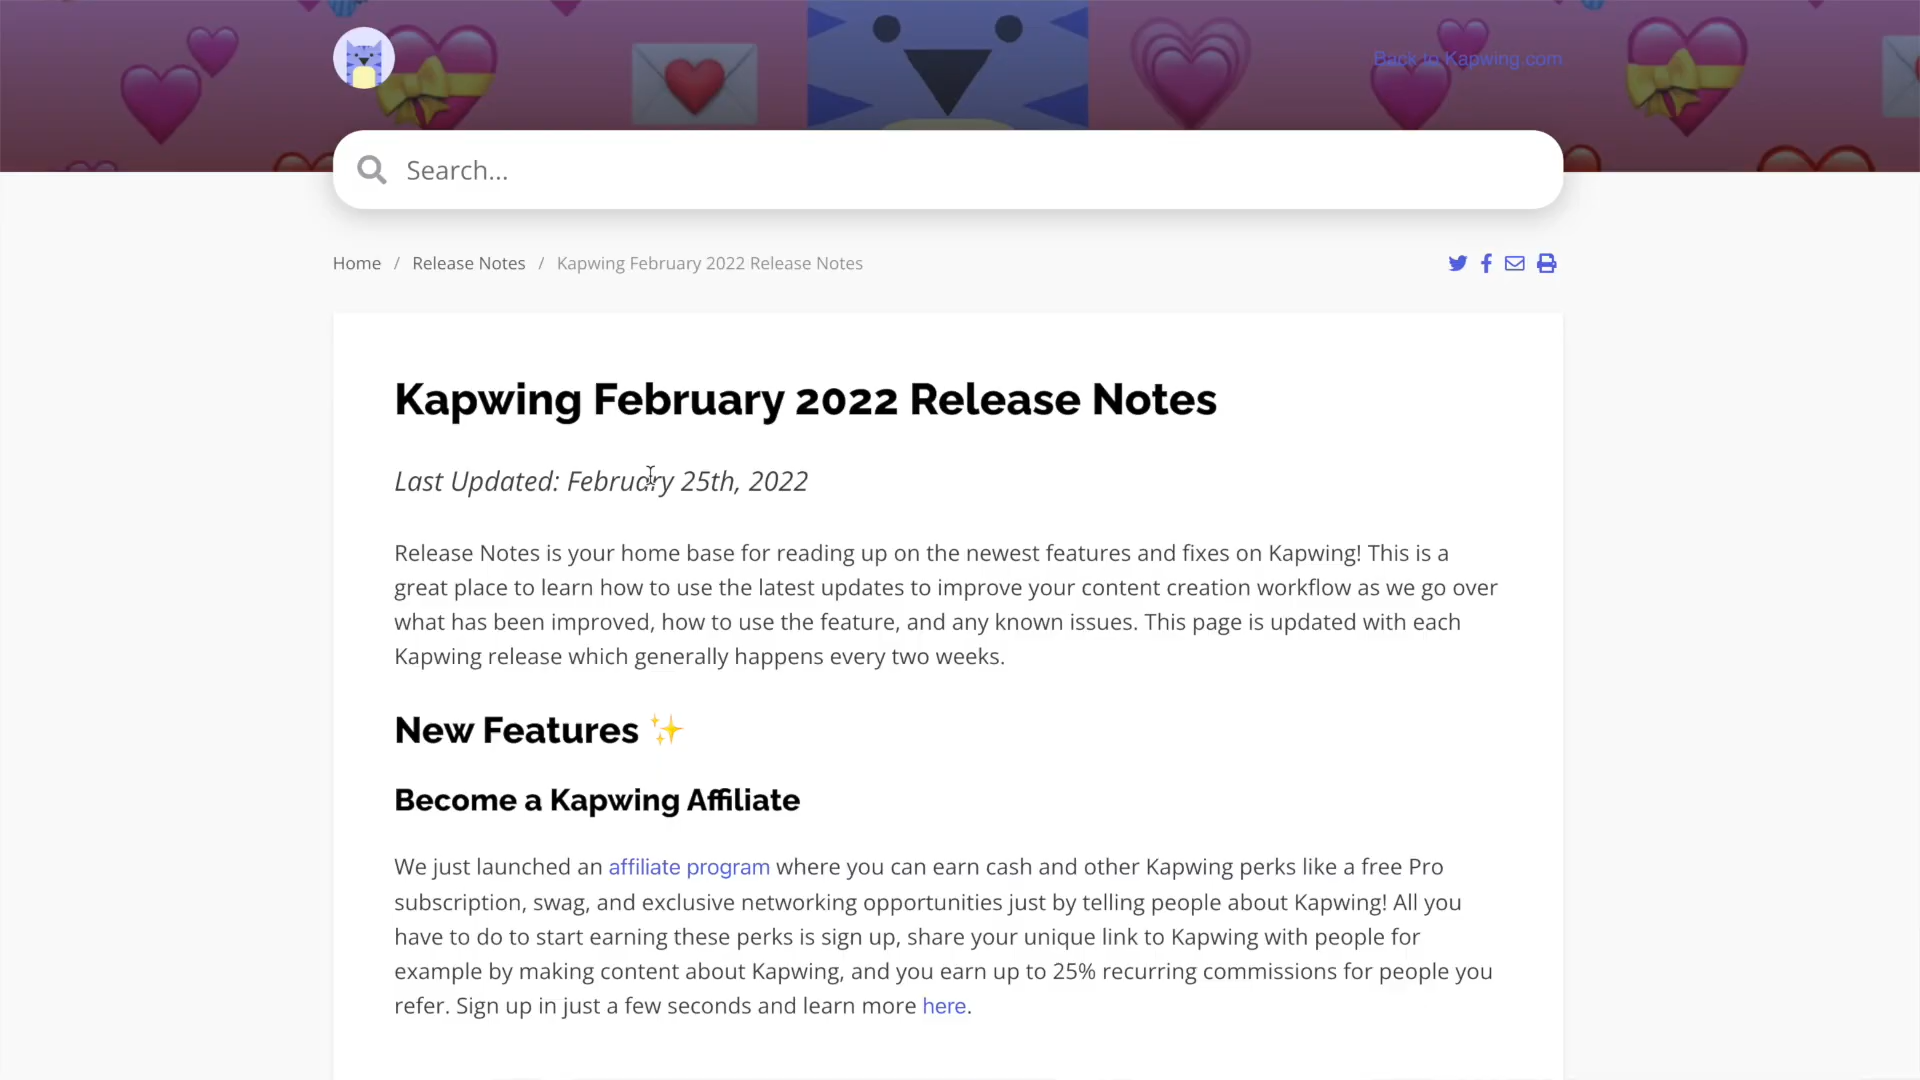 Back to Kapwing.com
Search...
Home / Release Notes / Kapwing February 2022 Release Notes
Kapwing February 2022 Release Notes
Last Updated: February 25th, 2022
Release Notes is your home base for reading up on the newest features and fixes on Kapwing! This is a
great place to learn how to use the latest updates to improve your content creation workflow as we go over
what has been improved, how to use the feature, and any known issues. This page is updated with each
Kapwing release which generally happens every two weeks.
New Features ✨
Become a Kapwing Affiliate
We just launched an affiliate program where you can earn cash and other Kapwing perks like a free Pro
subscription, swag, and exclusive networking opportunities just by telling people about Kapwing! All you
have to do to start earning these perks is sign up, share your unique link to Kapwing with people for
example by making content about Kapwing, and you earn up to 25% recurring commissions for people you
refer. Sign up in just a few seconds and learn more here.